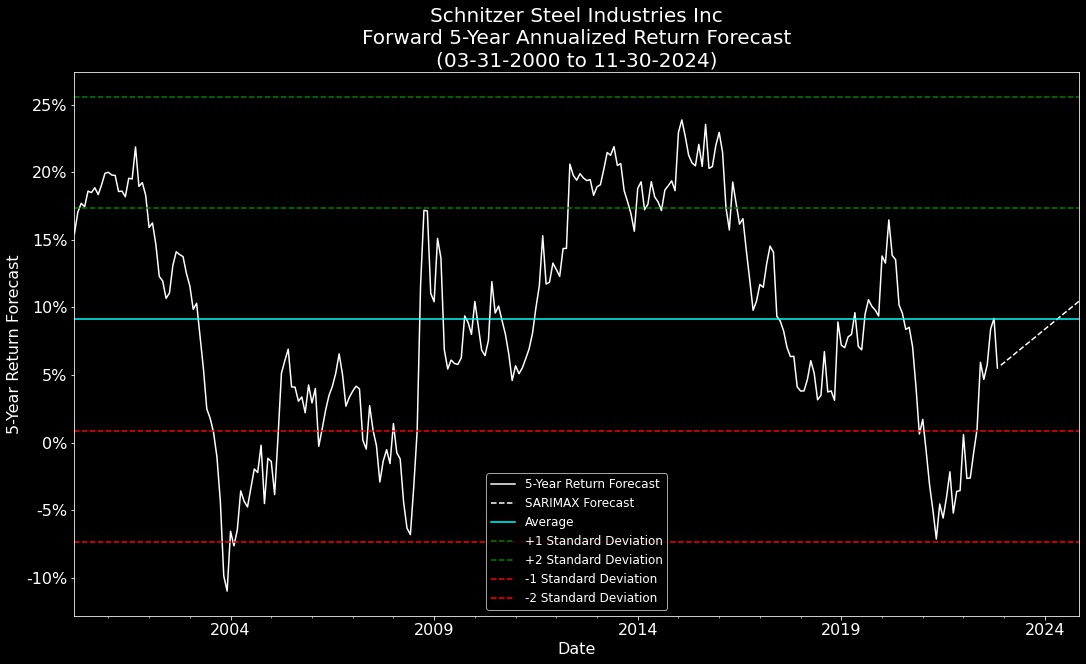 Schnitzer Steel Industries Inc
Forward 5-Year Annualized Return Forecast
(03-31-2000 to 11-30-2024)
5-Year Return Forecast
25%
20%
15%
10%
5%
0%
-5%
-10%
5-Year Return Forecast
SARIMAX Forecast
Average
+1 Standard Deviation
+2 Standard Deviation
-1 Standard Deviation
-2 Standard Deviation
2004
2009
2014
2019
2024
Date